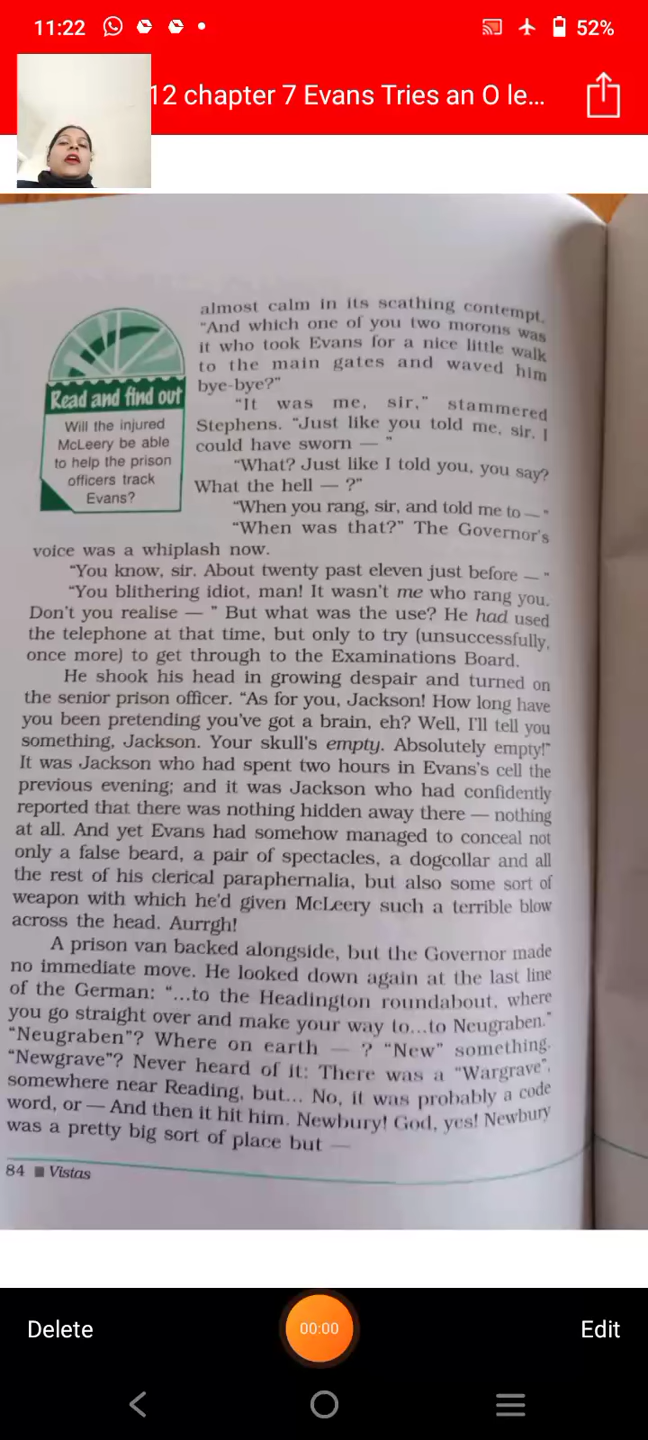 11:22
52%
12 chapter 7 Evans Tries an O le...
almost calm in its scathing contempt.
"And which one of you two morons was
it who took Evans for a nice little walk
to the main gates and waved him
bye-bye?"
"It was me, sir," stammered
Stephens. "Just like you told me, sir. I
could have sworn — "
"What? Just like I told you, you say?
What the hell — ?"
"When you rang, sir, and told me to — "
"When was that?" The Governor's
Read and find out
Will the injured
McLeery be able
to help the prison
officers track
Evans?
voice was a whiplash now.
"You know, sir. About twenty past eleven just before — "
"You blithering idiot, man! It wasn't me who rang you.
Don't you realise — " But what was the use? He had used
the telephone at that time, but only to try (unsuccessfully,
once more) to get through to the Examinations Board.
He shook his head in growing despair and turned on
the senior prison officer. "As for you, Jackson! How long have
you been pretending you've got a brain, eh? Well, I'll tell you
something, Jackson. Your skull's empty. Absolutely empty!"
It was Jackson who had spent two hours in Evans's cell the
previous evening; and it was Jackson who had confidently
reported that there was nothing hidden away there — nothing
at all. And yet Evans had somehow managed to conceal not
only a false beard, a pair of spectacles, a dogcollar and all
the rest of his clerical paraphernalia, but also some sort of
weapon with which he'd given McLeery such a terrible blow
across the head. Aurrgh!
A prison van backed alongside, but the Governor made
no immediate move. He looked down again at the last line
of the German: "...to the Headington roundabout, where
you go straight over and make your way to...to Neugraben."
"Neugraben"? Where on earth — ? "New" something.
"Newgrave"? Never heard of it: There was a "Wargrave",
somewhere near Reading, but... No, it was probably a code
word, or — And then it hit him. Newbury! God, yes! Newbury
was a pretty big sort of place but —
84 ■ Vistas
Delete
00:00
Edit